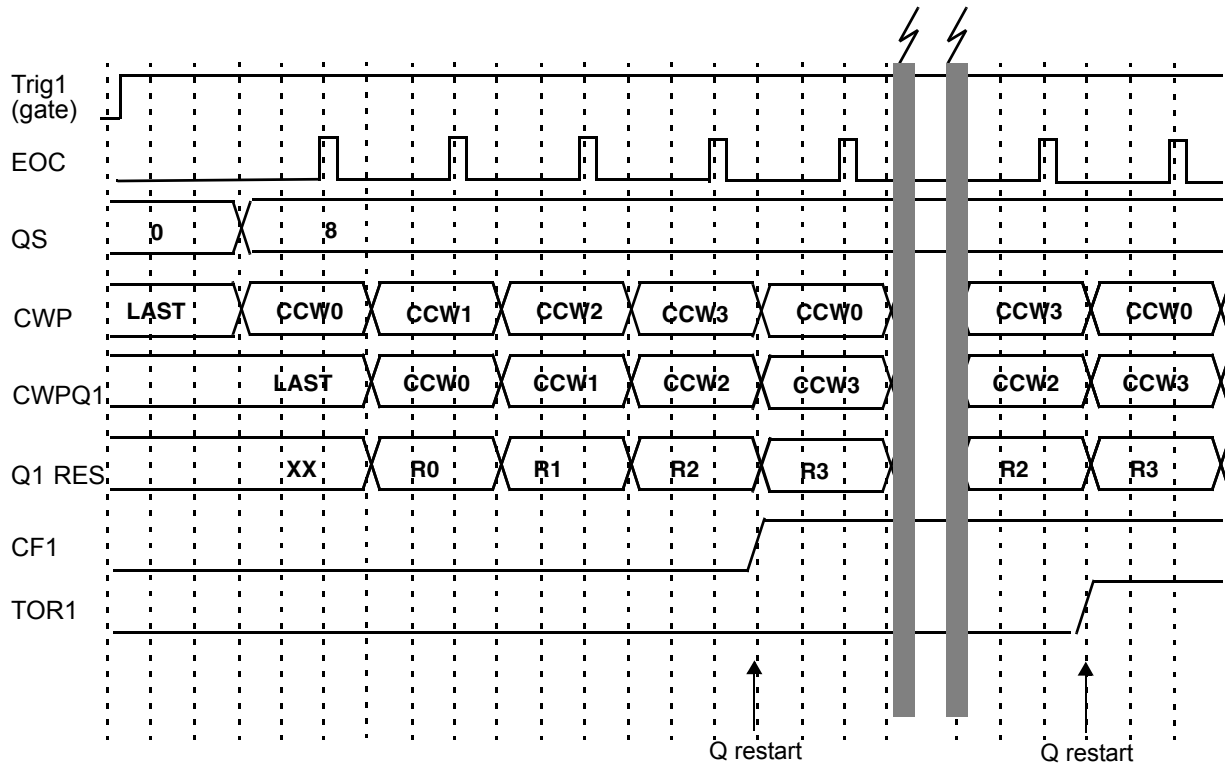 Trig1
(gate)
EOC
QS 0 8
CWP LAST CCW0 CCW1 CCW2 CCW3 CCW0 CCW3 CCW0
CWPQ1 LAST CCW0 CCW1 CCW2 CCW3 CCW2 CCW3
Q1 RES XX R0 R1 R2 R3 R2 R3
CF1
TOR1
Q restart Q restart